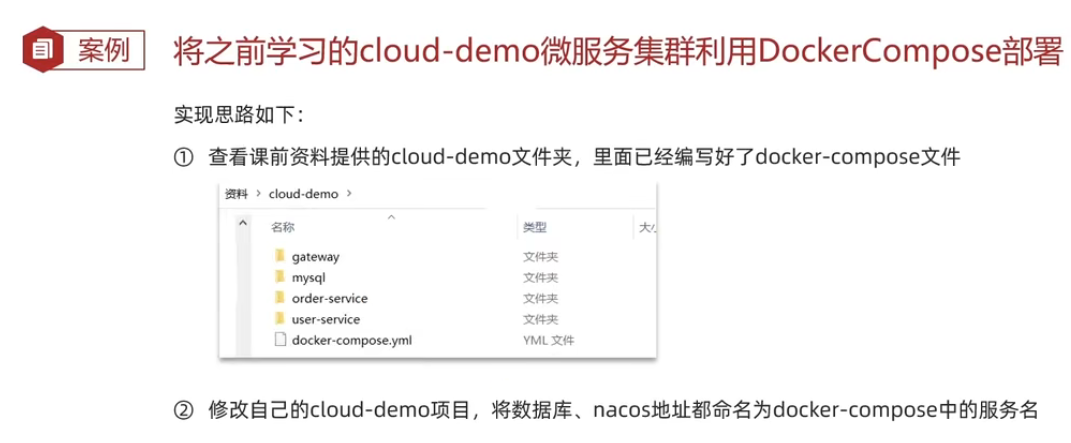 案例 将之前学习的cloud-demo微服务集群利用DockerCompose部署
实现思路如下：
① 查看课前资料提供的cloud-demo文件夹，里面已经编写好了docker-compose文件
资料 > cloud-demo >
名称 类型 大小
gateway 文件夹
mysql 文件夹
order-service 文件夹
user-service 文件夹
docker-compose.yml YML 文件
② 修改自己的cloud-demo项目，将数据库、nacos地址都命名为docker-compose中的服务名